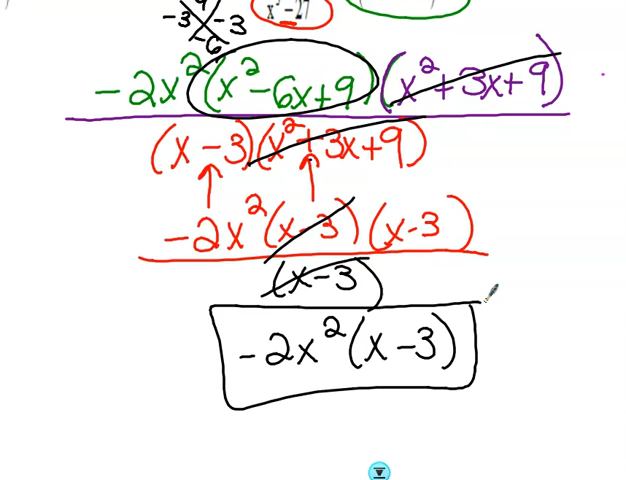 x³ - 27
9
-3 -3
-6
-2x²(x² - 6x + 9)(x² + 3x + 9)
(x - 3)(x² + 3x + 9)
-2x²(x - 3)(x - 3)
(x - 3)
-2x²(x - 3)